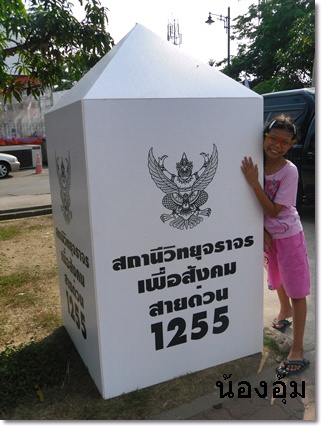 สถานีวิทยุจราจร
เพื่อสังคม
สายด่วน
1255
น้องอุ้ม